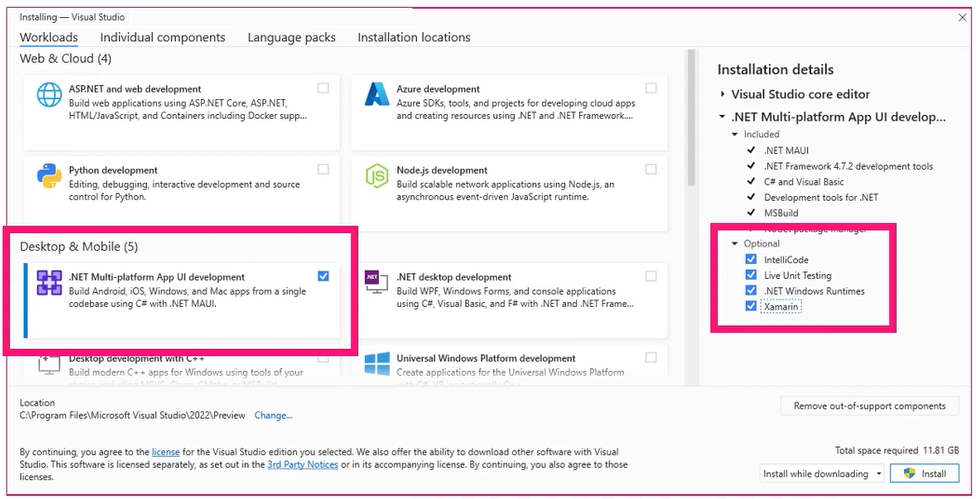 Installing — Visual Studio
Workloads
Individual components
Language packs
Installation locations
Web & Cloud (4)
ASP.NET and web development
Build web applications using ASP.NET Core, ASP.NET,
HTML/JavaScript, and Containers including Docker supp...
Azure development
Azure SDKs, tools, and projects for developing cloud apps
and creating resources using .NET and .NET Framework....
Python development
Editing, debugging, interactive development and source
control for Python.
Node.js development
Build scalable network applications using Node.js, an
asynchronous event-driven JavaScript runtime.
Desktop & Mobile (5)
.NET Multi-platform App UI development
Build Android, iOS, Windows, and Mac apps from a single
codebase using C# with .NET MAUI.
.NET
.NET desktop development
Build WPF, Windows Forms, and console applications
using C#, Visual Basic, and F# with .NET and .NET Frame...
Desktop development with C++
Build modern C++ apps for Windows using tools of your
Universal Windows Platform development
Create applications for the Universal Windows Platform
Installation details
Visual Studio core editor
.NET Multi-platform App UI develop...
Included
.NET MAUI
.NET Framework 4.7.2 development tools
C# and Visual Basic
Development tools for .NET
MSBuild
NuGet package manager
Optional
IntelliCode
Live Unit Testing
.NET Windows Runtimes
Xamarin
Location
C:\Program Files\Microsoft Visual Studio\2022\Preview Change...
Remove out-of-support components
By continuing, you agree to the license for the Visual Studio edition you selected. We also offer the ability to download other software with Visual
Studio. This software is licensed separately, as set out in the 3rd Party Notices or in its accompanying license. By continuing, you also agree to those
licenses.
Total space required 11.81 GB
Install while downloading
Install